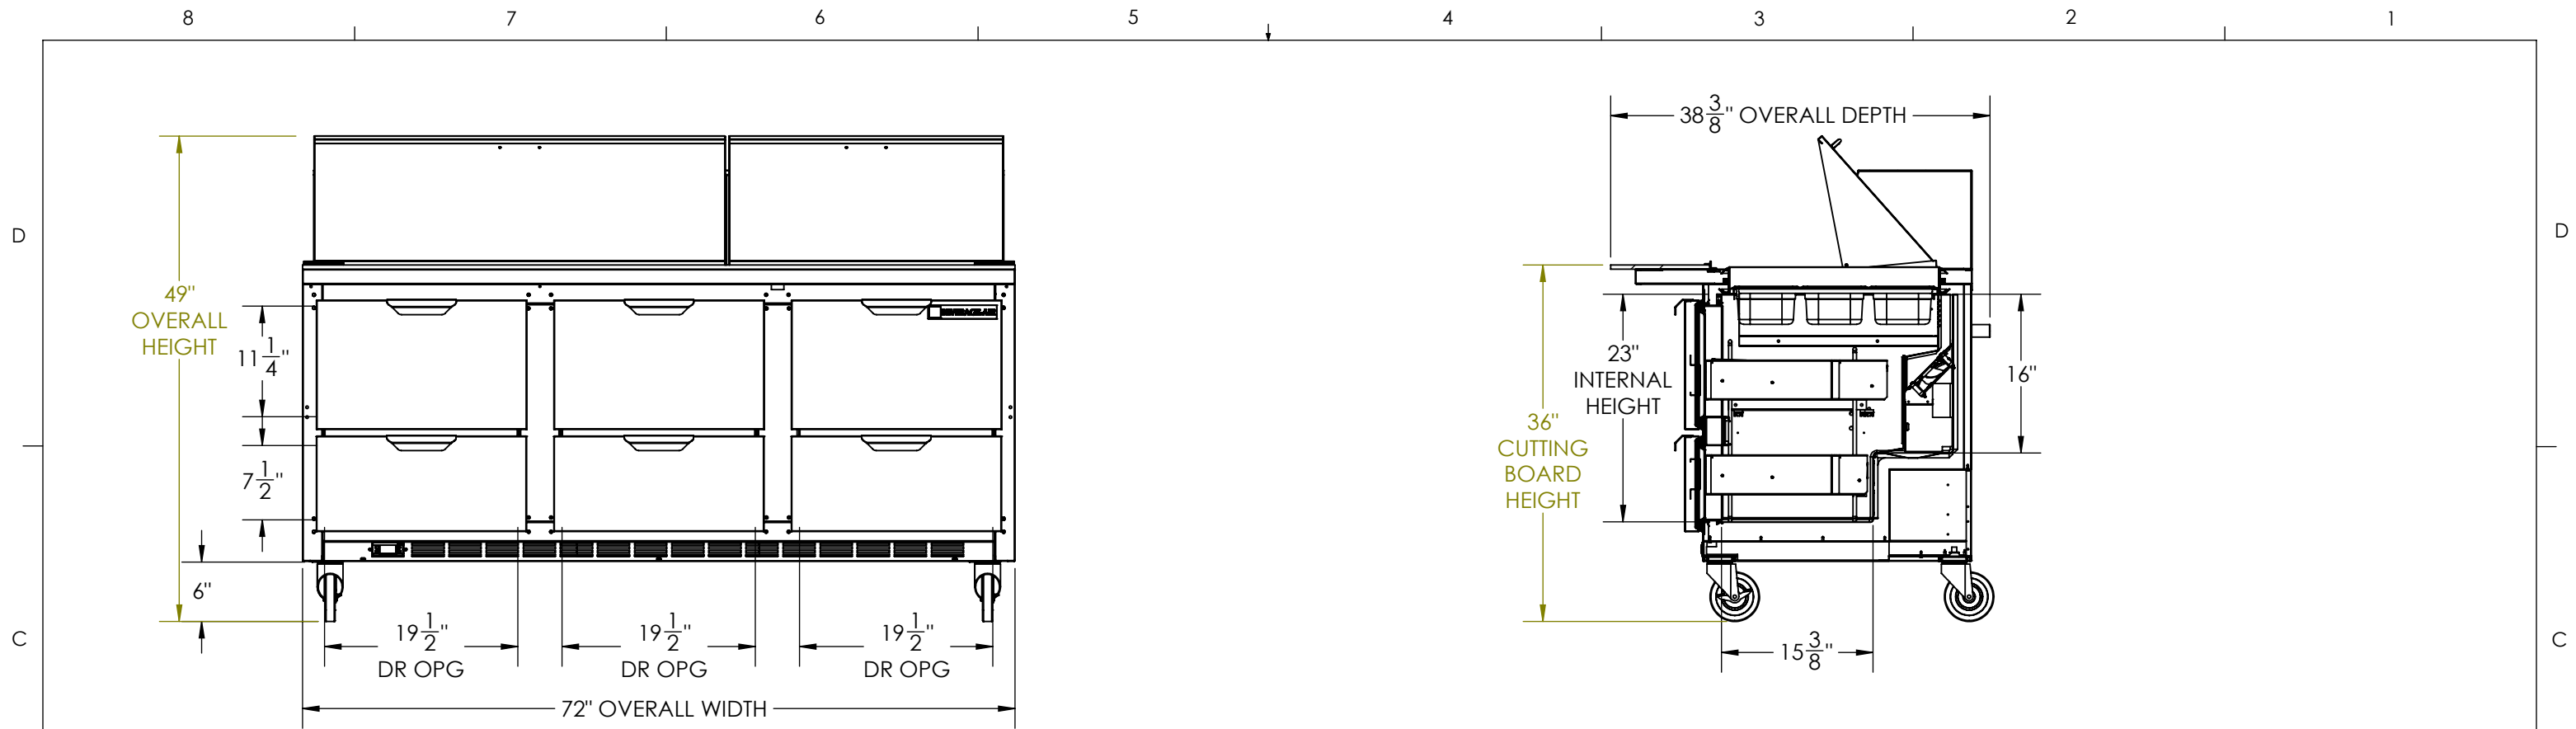 8 7 6 5 4 3 2 1
D D
C C
49"
OVERALL
HEIGHT
11 1/4"
7 1/2"
6"
BEVERAGE-AIR
19 1/2"
DR OPG
19 1/2"
DR OPG
19 1/2"
DR OPG
72" OVERALL WIDTH
38 3/8" OVERALL DEPTH
23"
INTERNAL
HEIGHT
16"
36"
CUTTING
BOARD
HEIGHT
15 3/8"